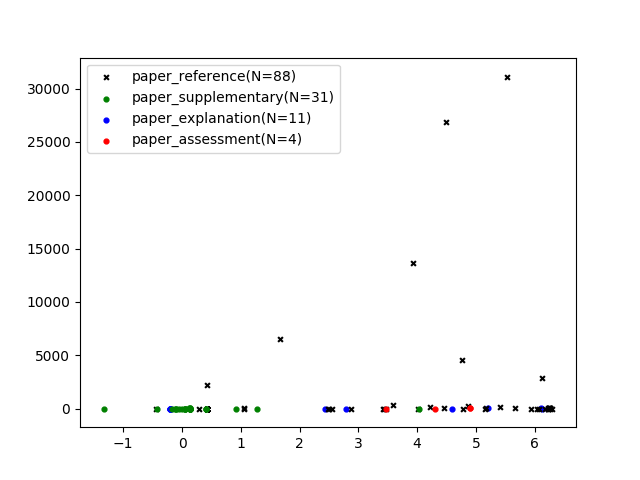 paper_reference(N=88)
paper_supplementary(N=31)
paper_explanation(N=11)
paper_assessment(N=4)
30000
25000
20000
15000
10000
5000
0
−1 0 1 2 3 4 5 6